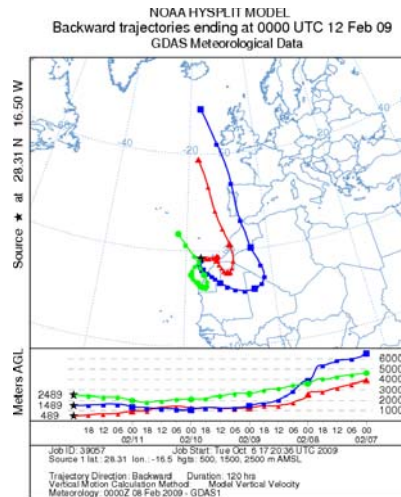 NOAA HYSPLIT MODEL
Backward trajectories ending at 0000 UTC 12 Feb 09
GDAS Meteorological Data
Source ★ at 28.31 N 16.50 W
-40
-20
0
20
40
Meters AGL
2489
1489
489
6000
5000
4000
3000
2000
1000
18 12 06 00 18 12 06 00 18 12 06 00 18 12 06 00 18 12 06 00
02/11 02/10 02/09 02/08 02/07
Job ID: 39057 Job Start: Tue Oct 6 17:20:36 UTC 2009
Source 1 lat.: 28.31 lon.: -16.5 hgts: 500, 1500, 2500 m AMSL
Trajectory Direction: Backward Duration: 120 hrs
Vertical Motion Calculation Method: Model Vertical Velocity
Meteorology: 0000Z 08 Feb 2009 - GDAS1